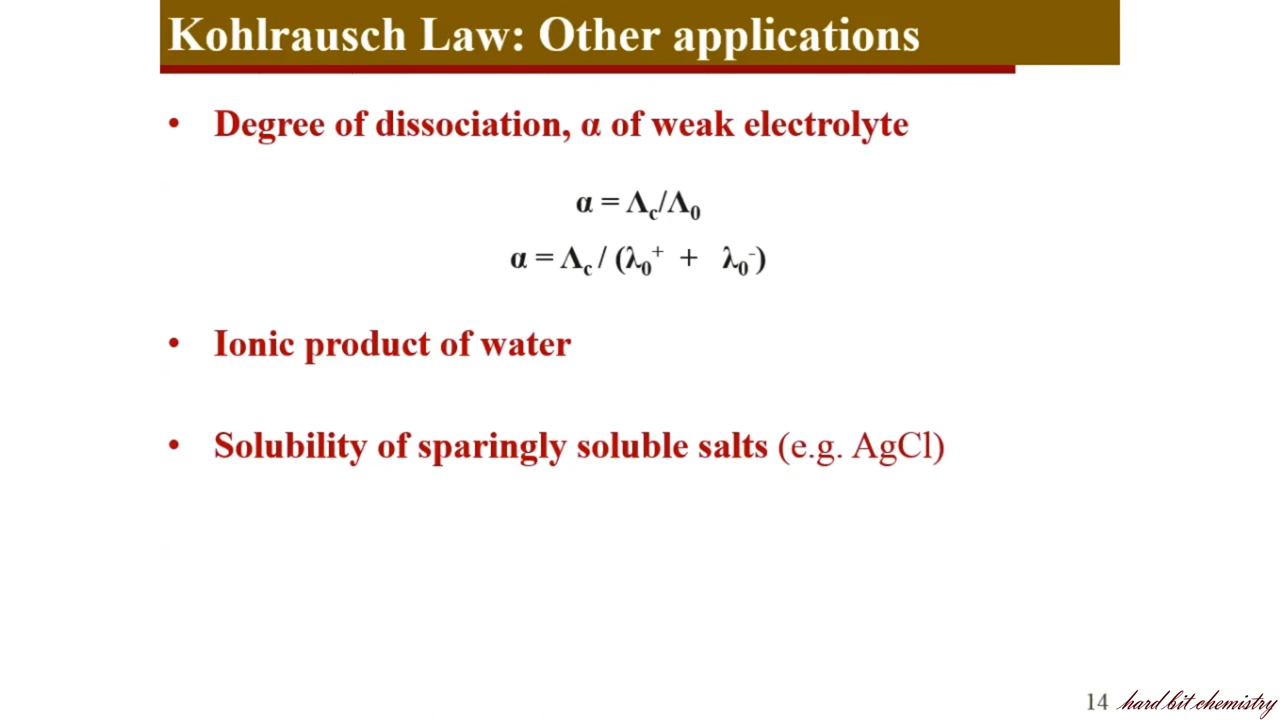 Kohlrausch Law: Other applications
• Degree of dissociation, α of weak electrolyte
α = Λc/Λ0
α = Λc / (λ0⁺ + λ0⁻)
• Ionic product of water
• Solubility of sparingly soluble salts (e.g. AgCl)
14 hard bit chemistry